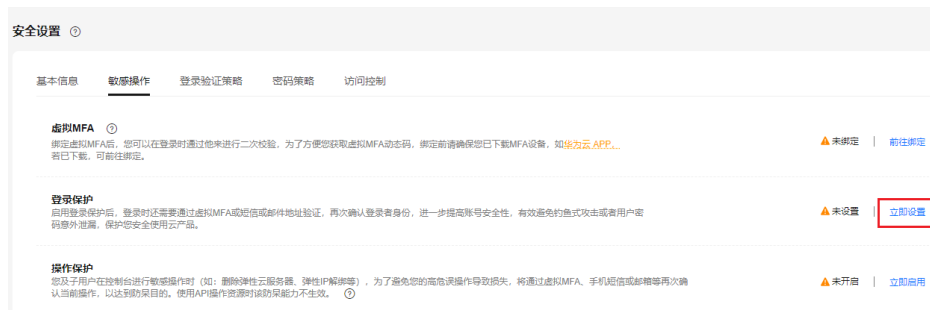 安全设置
基本信息 敏感操作 登录验证策略 密码策略 访问控制
虚拟MFA
绑定虚拟MFA后，您可以在登录时通过他来进行二次校验，为了方便您获取虚拟MFA动态码，绑定前请确保您已下载MFA设备，如华为云 APP，
若已下载，可前往绑定。
未绑定 | 前往绑定
登录保护
启用登录保护后，登录时还需要通过虚拟MFA或短信或邮件地址验证，再次确认登录者身份，进一步提高账号安全性，有效避免钓鱼式攻击或者用户密
码意外泄漏，保护您安全使用云产品。
未设置 | 立即设置
操作保护
您及子用户在控制台进行敏感操作时（如：删除弹性云服务器、弹性IP解绑等），为了避免您的高危误操作导致损失，将通过虚拟MFA、手机短信或邮箱等再次确
认当前操作，以达到防呆目的。使用API操作资源时该防呆能力不生效。
未开启 | 立即启用